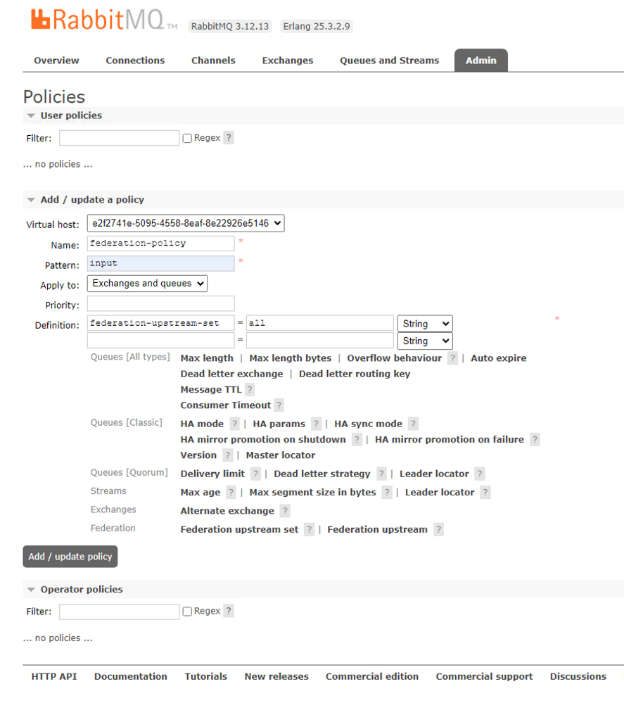 RabbitMQ TM RabbitMQ 3.12.13 Erlang 25.3.2.9
Overview Connections Channels Exchanges Queues and Streams Admin
Policies
User policies
Filter: Regex ?
... no policies ...
Add / update a policy
Virtual host: e2f2741e-5095-4558-8eaf-8e22926e5146
Name: federation-policy *
Pattern: input *
Apply to: Exchanges and queues
Priority:
Definition: federation-upstream-set = all String *
= String
Queues [All types] Max length | Max length bytes | Overflow behaviour ? | Auto expire
Dead letter exchange | Dead letter routing key
Message TTL ?
Consumer Timeout ?
Queues [Classic] HA mode ? | HA params ? | HA sync mode ?
HA mirror promotion on shutdown ? | HA mirror promotion on failure ?
Version ? | Master locator
Queues [Quorum] Delivery limit ? | Dead letter strategy ? | Leader locator ?
Streams Max age ? | Max segment size in bytes ? | Leader locator ?
Exchanges Alternate exchange ?
Federation Federation upstream set ? | Federation upstream ?
Add / update policy
Operator policies
Filter: Regex ?
... no policies ...
HTTP API Documentation Tutorials New releases Commercial edition Commercial support Discussions